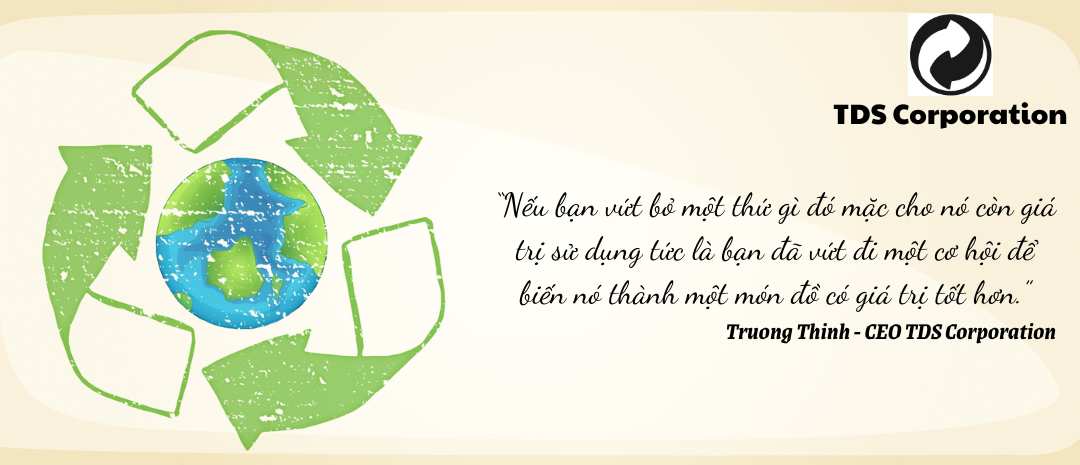 TDS Corporation
“Nếu bạn vứt bỏ một thứ gì đó mặc cho nó còn giá
trị sử dụng tức là bạn đã vứt đi một cơ hội để
biến nó thành một món đồ có giá trị tốt hơn.”
Truong Thinh - CEO TDS Corporation